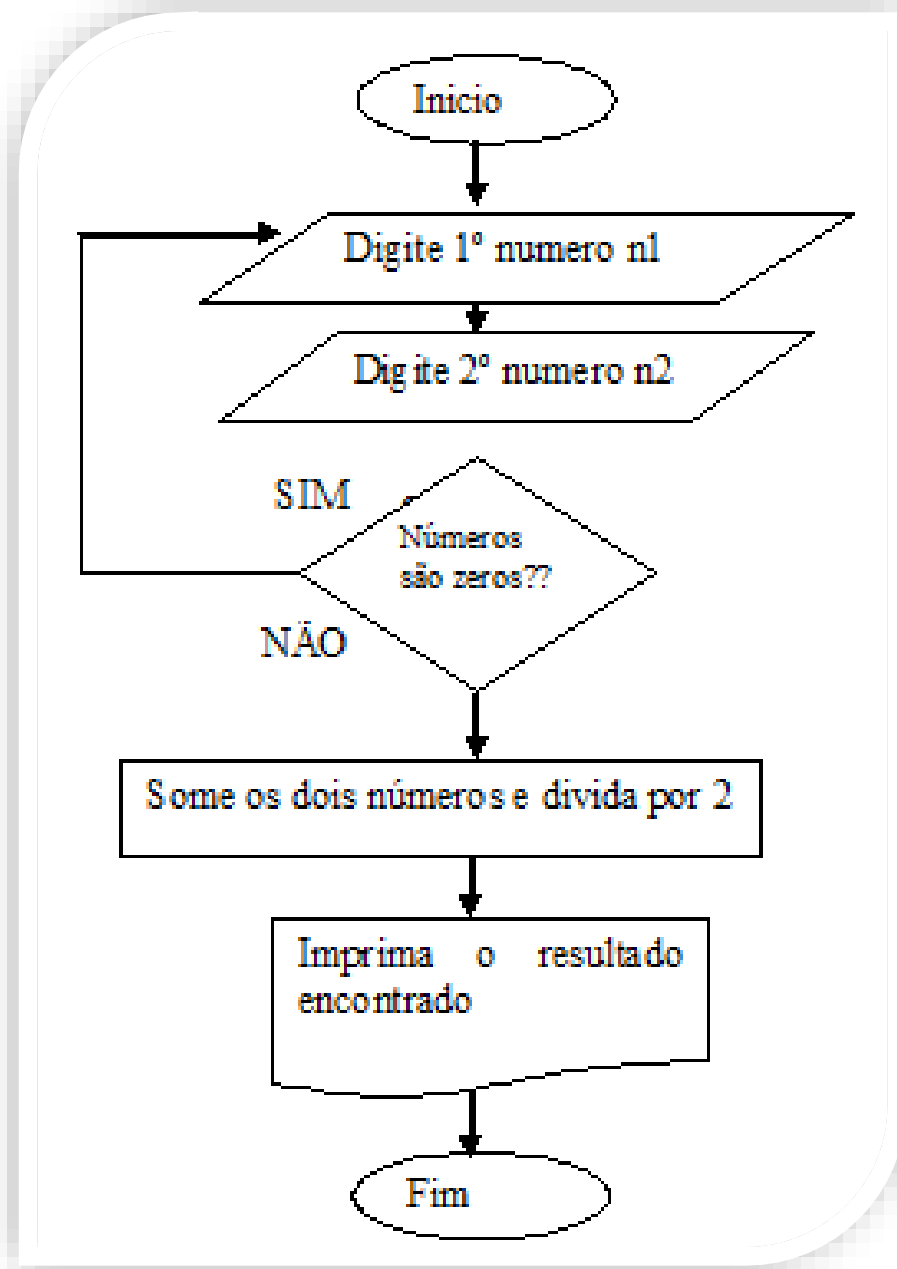 Inicio
Digite 1º numero n1
Digite 2º numero n2
SIM
Números
são zeros??
NÃO
Some os dois números e divida por 2
Imprima o resultado
encontrado
Fim